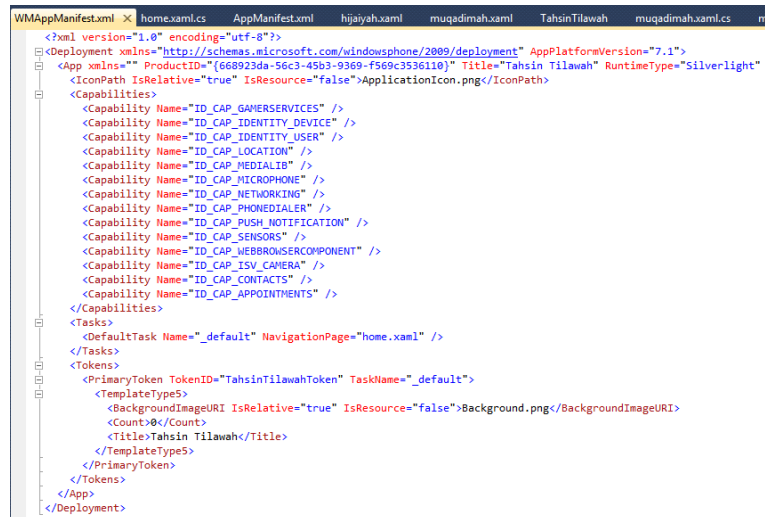 WMAppManifest.xml × home.xaml.cs AppManifest.xml hijaiyah.xaml muqadimah.xaml TahsinTilawah muqadimah.xaml.cs m
<?xml version="1.0" encoding="utf-8"?>
<Deployment xmlns="http://schemas.microsoft.com/windowsphone/2009/deployment" AppPlatformVersion="7.1">
<App xmlns="" ProductID="{668923da-56c3-45b3-9369-f569c3536110}" Title="Tahsin Tilawah" RuntimeType="Silverlight"
<IconPath IsRelative="true" IsResource="false">ApplicationIcon.png</IconPath>
<Capabilities>
<Capability Name="ID_CAP_GAMERSERVICES" />
<Capability Name="ID_CAP_IDENTITY_DEVICE" />
<Capability Name="ID_CAP_IDENTITY_USER" />
<Capability Name="ID_CAP_LOCATION" />
<Capability Name="ID_CAP_MEDIALIB" />
<Capability Name="ID_CAP_MICROPHONE" />
<Capability Name="ID_CAP_NETWORKING" />
<Capability Name="ID_CAP_PHONEDIALER" />
<Capability Name="ID_CAP_PUSH_NOTIFICATION" />
<Capability Name="ID_CAP_SENSORS" />
<Capability Name="ID_CAP_WEBBROWSERCOMPONENT" />
<Capability Name="ID_CAP_ISV_CAMERA" />
<Capability Name="ID_CAP_CONTACTS" />
<Capability Name="ID_CAP_APPOINTMENTS" />
</Capabilities>
<Tasks>
<DefaultTask Name="_default" NavigationPage="home.xaml" />
</Tasks>
<Tokens>
<PrimaryToken TokenID="TahsinTilawahToken" TaskName="_default">
<TemplateType5>
<BackgroundImageURI IsRelative="true" IsResource="false">Background.png</BackgroundImageURI>
<Count>0</Count>
<Title>Tahsin Tilawah</Title>
</TemplateType5>
</PrimaryToken>
</Tokens>
</App>
</Deployment>